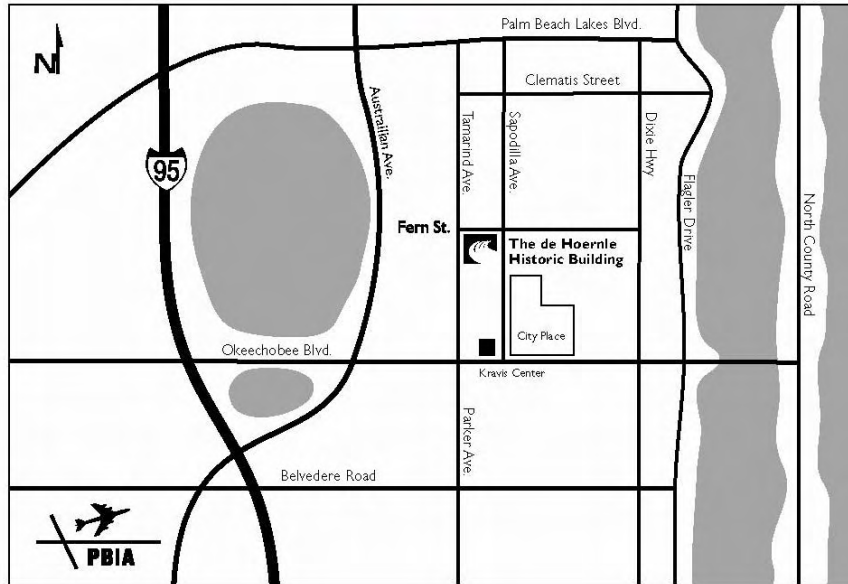 Palm Beach Lakes Blvd.
N
Clematis Street
Australlian Ave.
Tamarind Ave.
Sapodilla Ave.
Dixie Hwy
95
Flagler Drive
North County Road
Fern St.
The de Hoernle
Historic Building
City Place
Okeechobee Blvd.
Kravis Center
Parker Ave.
Belvedere Road
PBIA